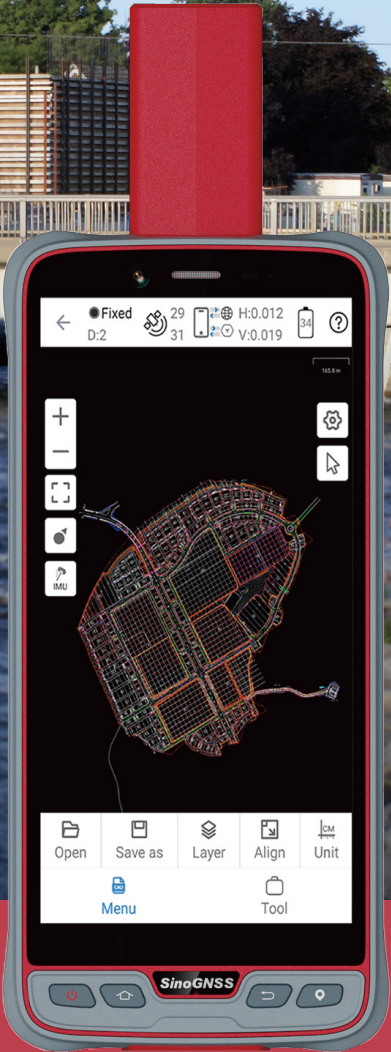 Fixed 29 H:0.012
D:2 31 V:0.019 34
165.8 m
IMU
CM
Open Save as Layer Align Unit
CAD
Menu Tool
SinoGNSS